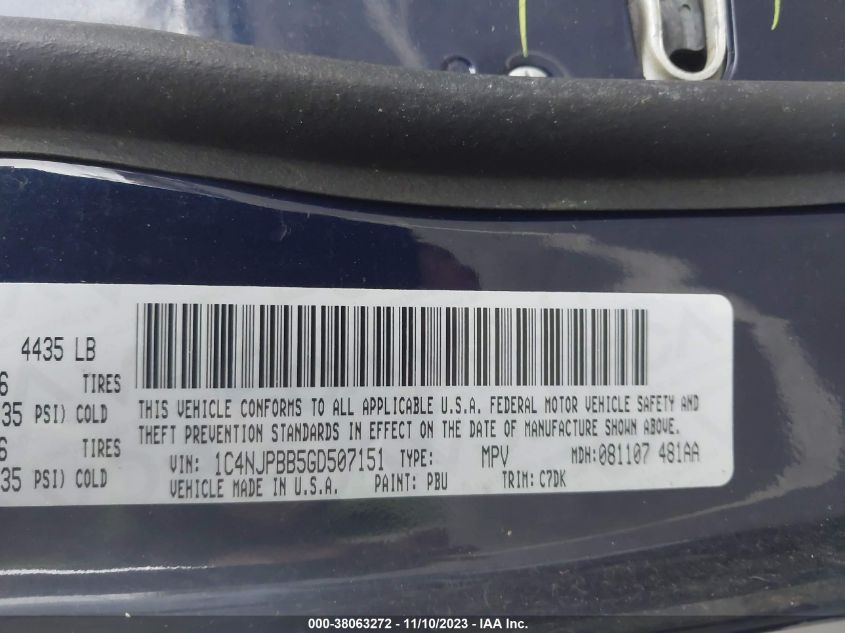 4435 LB
6 TIRES
35 PSI) COLD
6 TIRES
35 PSI) COLD
THIS VEHICLE CONFORMS TO ALL APPLICABLE U.S.A. FEDERAL MOTOR VEHICLE SAFETY AND
THEFT PREVENTION STANDARDS IN EFFECT ON THE DATE OF MANUFACTURE SHOWN ABOVE.
VIN: 1C4NJPBB5GD507151 TYPE: MPV MDH:081107 481AA
VEHICLE MADE IN U.S.A. PAINT: PBU TRIM: C7DK
000-38063272 - 11/10/2023 - IAA, Inc.